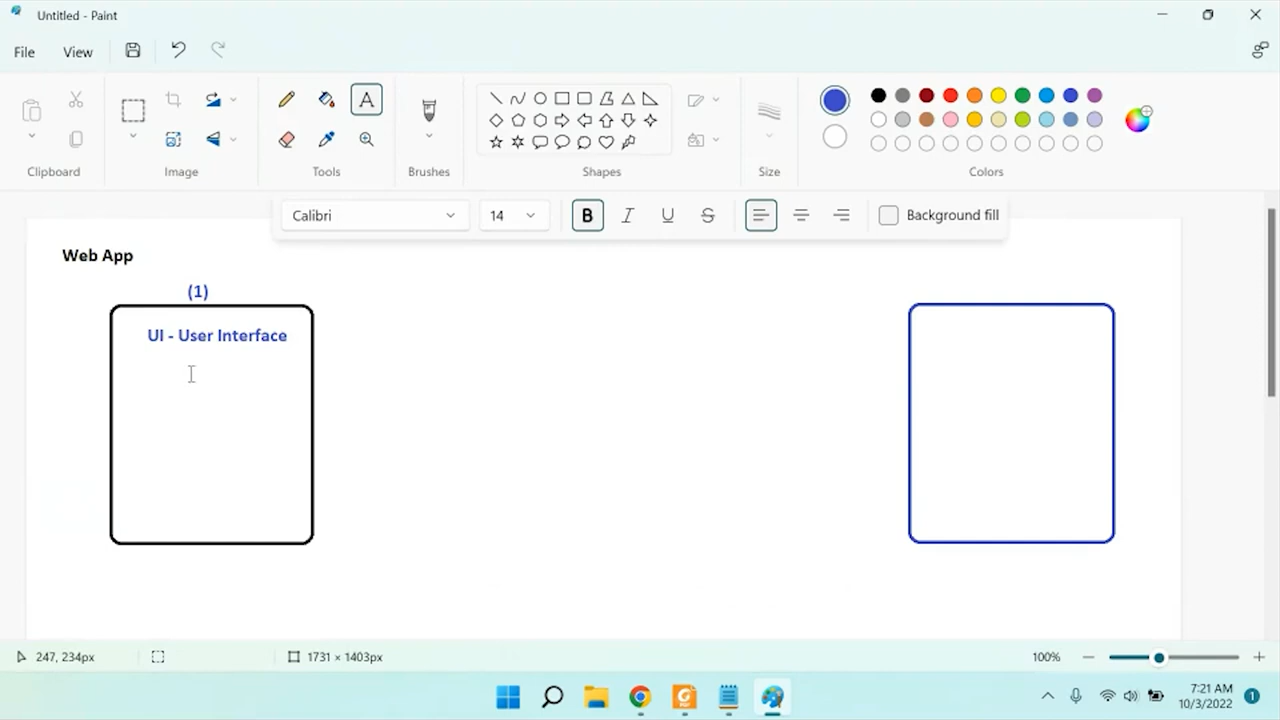 Untitled - Paint
File View
Clipboard
Image
Tools
Brushes
Shapes
Size
Colors
Calibri 14 B I U S Background fill
Web App
(1)
UI - User Interface
247, 234px 1731 × 1403px 100%
7:21 AM
10/3/2022 1